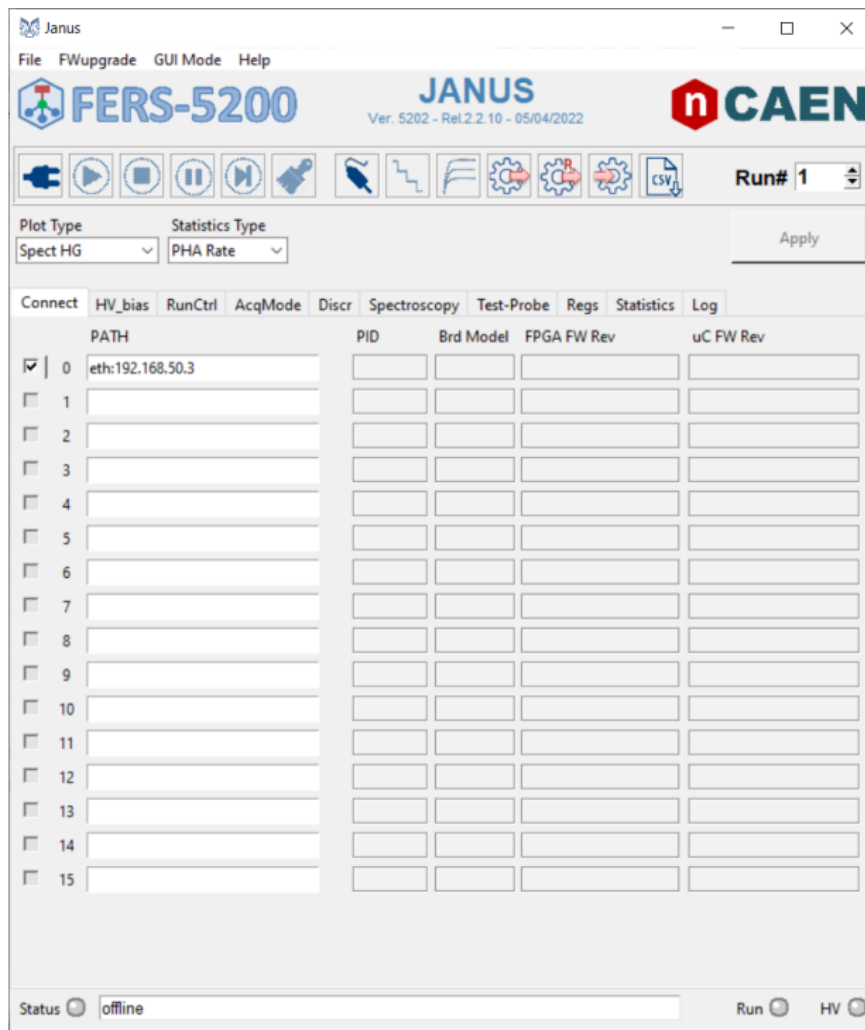 Janus
File FWupgrade GUI Mode Help
FERS-5200
JANUS
Ver. 5202 - Rel.2.2.10 - 05/04/2022
n CAEN
R
CSV
Run# 1
Plot Type Statistics Type
Spect HG PHA Rate
Apply
Connect HV_bias RunCtrl AcqMode Discr Spectroscopy Test-Probe Regs Statistics Log
PATH PID Brd Model FPGA FW Rev uC FW Rev
0 eth:192.168.50.3
1
2
3
4
5
6
7
8
9
10
11
12
13
14
15
Status offline Run HV